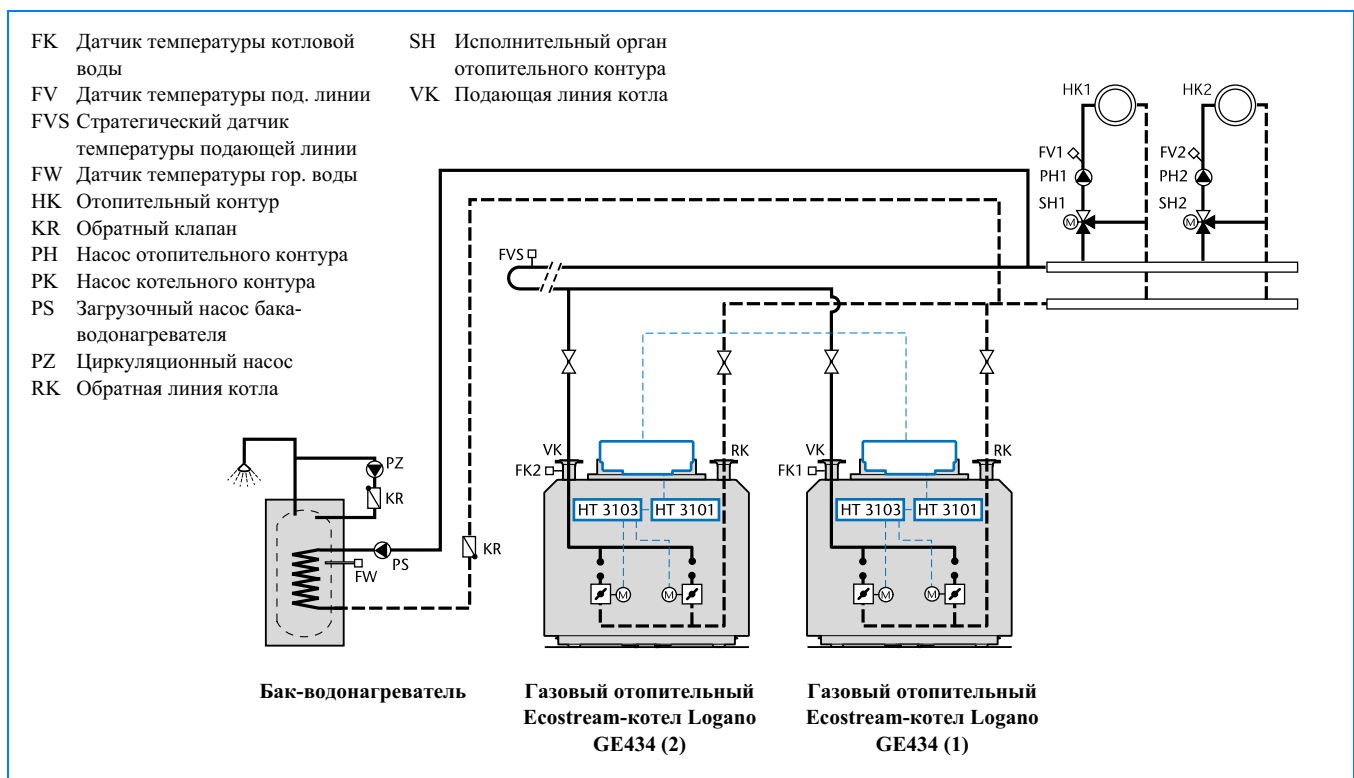 FK Датчик температуры котловой
воды
FV Датчик температуры под. линии
FVS Стратегический датчик
температуры подающей линии
FW Датчик температуры гор. воды
HK Отопительный контур
KR Обратный клапан
PH Насос отопительного контура
PK Насос котельного контура
PS Загрузочный насос бака-
водонагревателя
PZ Циркуляционный насос
RK Обратная линия котла
SH Исполнительный орган
отопительного контура
VK Подающая линия котла
HK1
HK2
FV1
FV2
PH1
PH2
SH1
SH2
M
M
FVS
VK
RK
VK
RK
FK2
FK1
PZ
KR
KR
PS
FW
HT 3103
HT 3101
HT 3103
HT 3101
M
M
M
M
Бак-водонагреватель
Газовый отопительный
Ecostream-котел Logano
GE434 (2)
Газовый отопительный
Ecostream-котел Logano
GE434 (1)